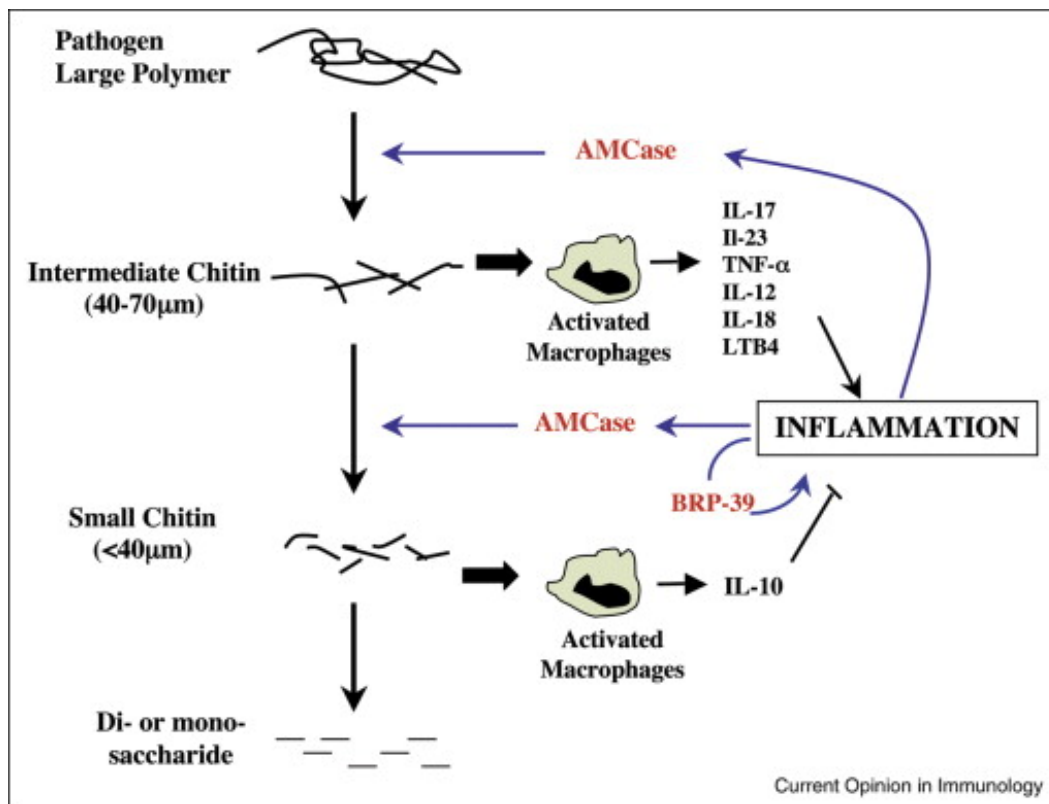 Pathogen
Large Polymer
AMCase
IL-17
Il-23
TNF-α
IL-12
IL-18
LTB4
Intermediate Chitin
(40-70μm)
Activated
Macrophages
AMCase
INFLAMMATION
BRP-39
Small Chitin
(<40μm)
IL-10
Activated
Macrophages
Di- or mono-
saccharide
Current Opinion in Immunology